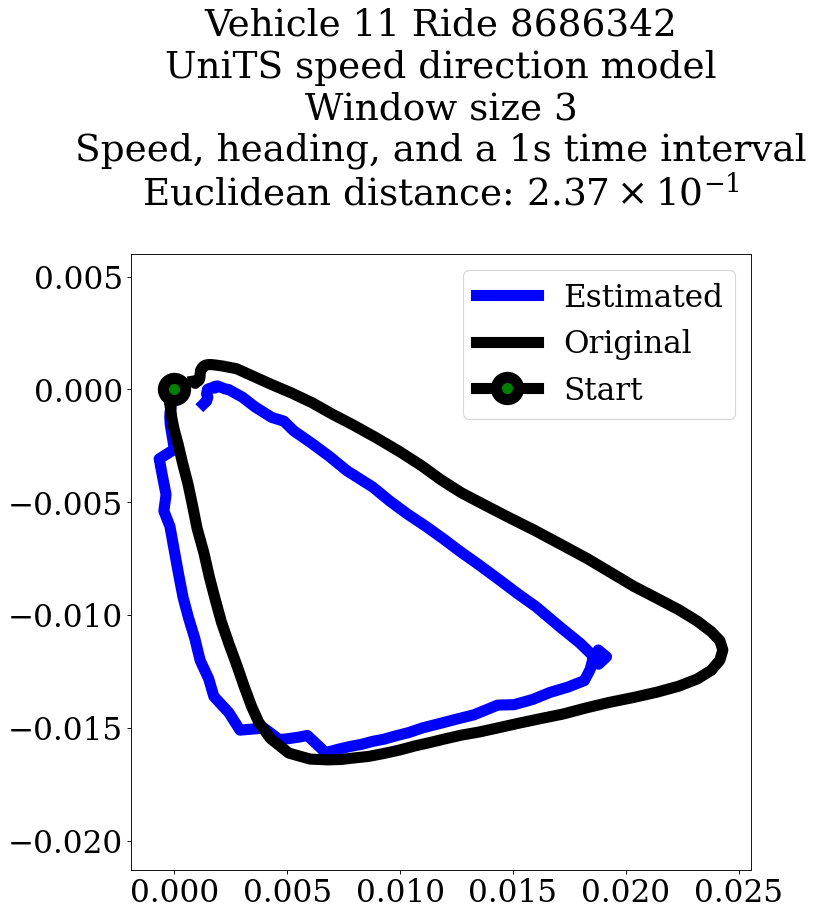 Vehicle 11 Ride 8686342
UniTS speed direction model
Window size 3
Speed, heading, and a 1s time interval
Euclidean distance: 2.37 × 10⁻¹
0.005
0.000
−0.005
−0.010
−0.015
−0.020
Estimated
Original
Start
0.000 0.005 0.010 0.015 0.020 0.025